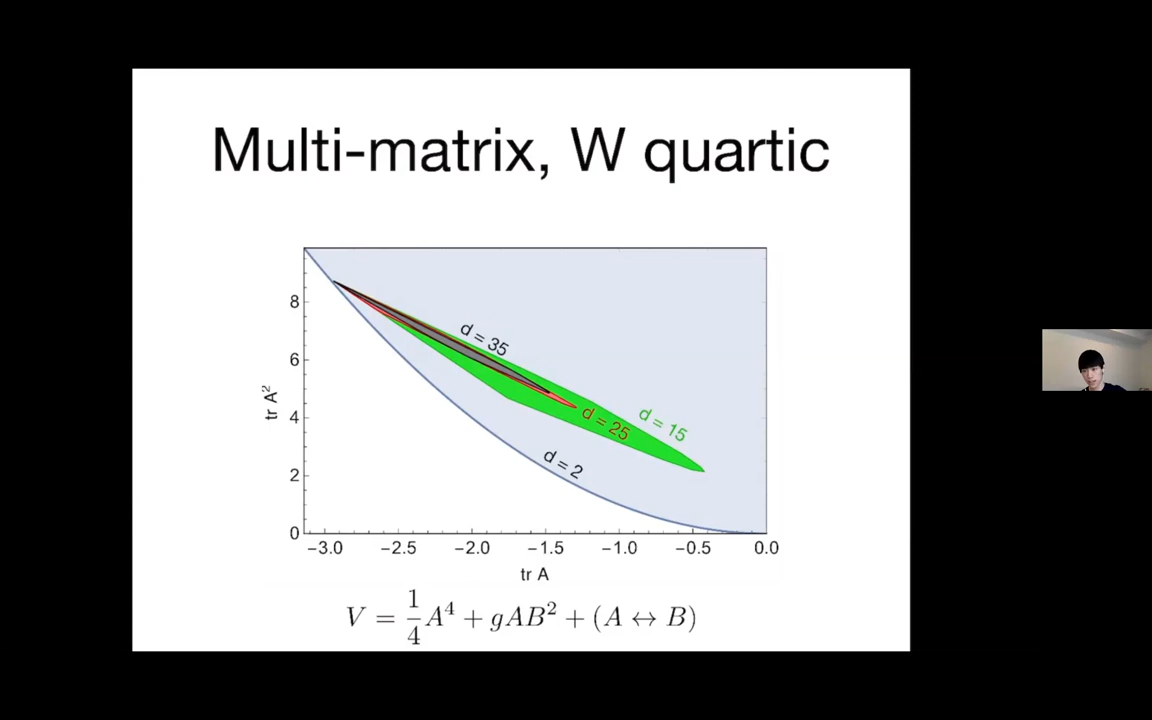 Multi-matrix, W quartic
8
6
4
2
0
tr A²
d = 35
d = 15
d = 25
d = 2
−3.0 −2.5 −2.0 −1.5 −1.0 −0.5 0.0
tr A
V = 1/4 A⁴ + gAB² + (A ↔ B)